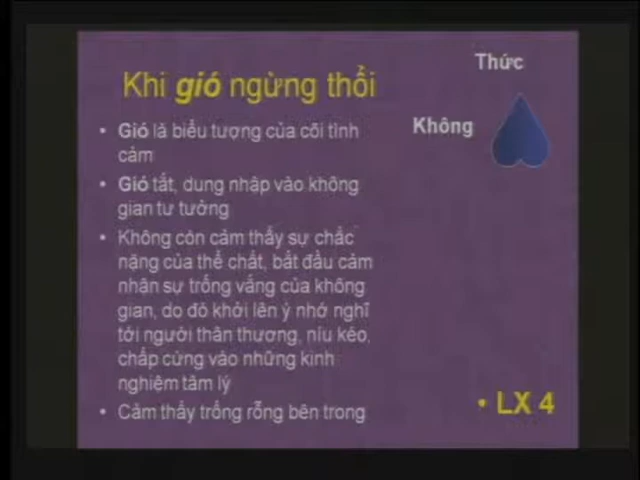 Khi gió ngừng thổi
Thức
Không
• Gió là biểu tượng của cõi tình
cảm
• Gió tắt, dung nhập vào không
gian tư tưởng
• Không còn cảm thấy sự chắc
nặng của thể chất, bắt đầu cảm
nhận sự trống vắng của không
gian, do đó khởi lên ý nhớ nghĩ
tới người thân thương, níu kéo,
chấp cứng vào những kinh
nghiệm tâm lý
• Cảm thấy trống rỗng bên trong
• LX 4